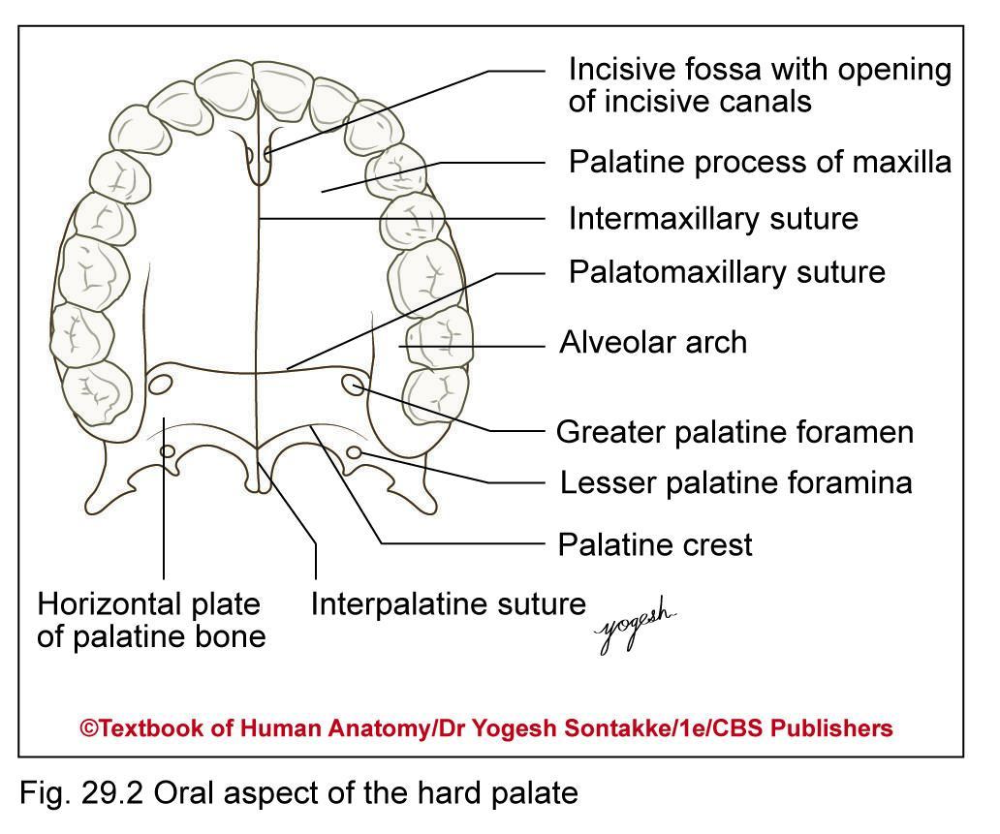 Incisive fossa with opening
of incisive canals
Palatine process of maxilla
Intermaxillary suture
Palatomaxillary suture
Alveolar arch
Greater palatine foramen
Lesser palatine foramina
Palatine crest
Horizontal plate
of palatine bone
Interpalatine suture
yogesh
©Textbook of Human Anatomy/Dr Yogesh Sontakke/1e/CBS Publishers
Fig. 29.2 Oral aspect of the hard palate